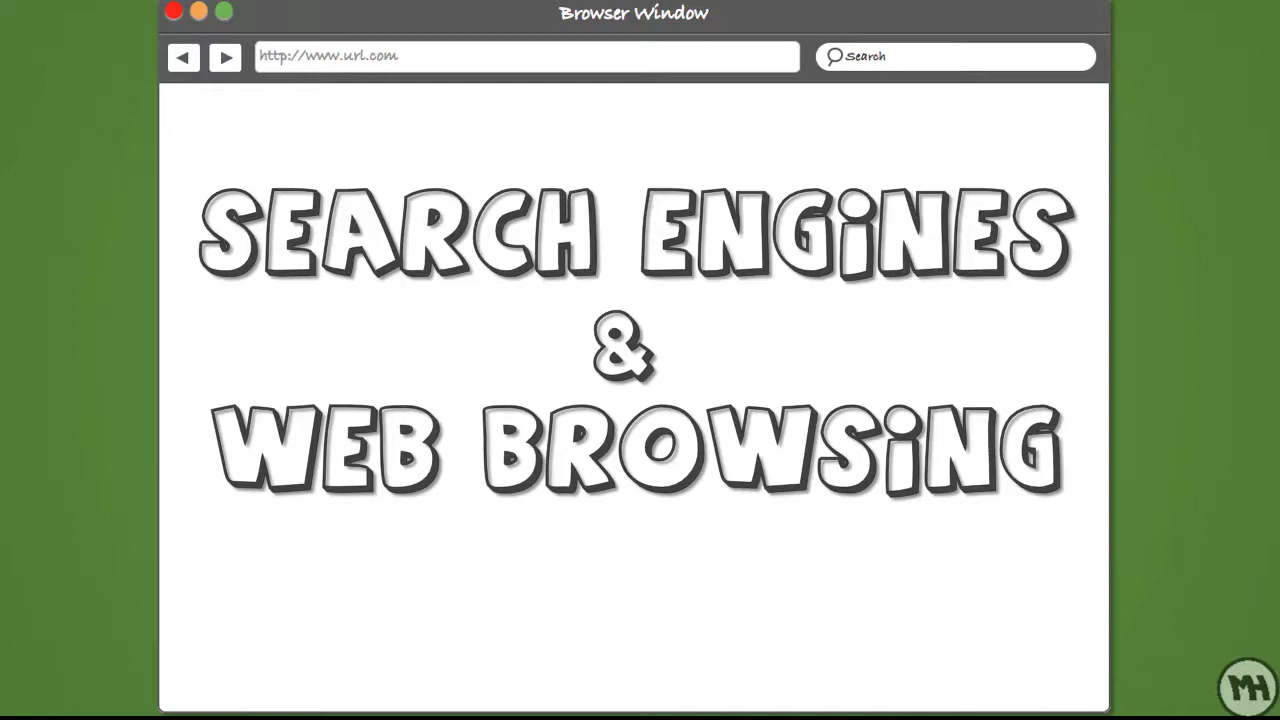 Browser Window
http://www.url.com
Search
SEARCH ENGiNES
&
WEB BROWSiNG
MH